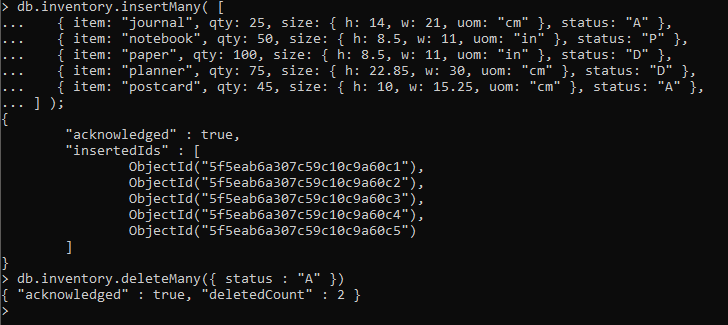 > db.inventory.insertMany( [
...    { item: "journal", qty: 25, size: { h: 14, w: 21, uom: "cm" }, status: "A" },
...    { item: "notebook", qty: 50, size: { h: 8.5, w: 11, uom: "in" }, status: "P" },
...    { item: "paper", qty: 100, size: { h: 8.5, w: 11, uom: "in" }, status: "D" },
...    { item: "planner", qty: 75, size: { h: 22.85, w: 30, uom: "cm" }, status: "D" },
...    { item: "postcard", qty: 45, size: { h: 10, w: 15.25, uom: "cm" }, status: "A" },
... ] );
{
        "acknowledged" : true,
        "insertedIds" : [
                ObjectId("5f5eab6a307c59c10c9a60c1"),
                ObjectId("5f5eab6a307c59c10c9a60c2"),
                ObjectId("5f5eab6a307c59c10c9a60c3"),
                ObjectId("5f5eab6a307c59c10c9a60c4"),
                ObjectId("5f5eab6a307c59c10c9a60c5")
        ]
}
> db.inventory.deleteMany({ status : "A" })
{ "acknowledged" : true, "deletedCount" : 2 }
>